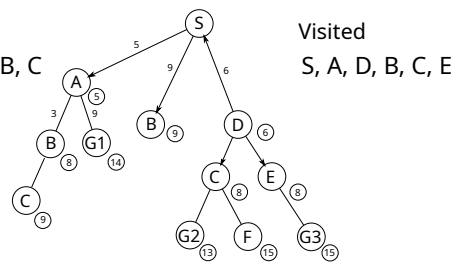 S
Visited
5
9
6
B, C
S, A, D, B, C, E
A
5
3
9
B
9
D
6
B
8
G1
14
C
8
E
8
C
9
G2
13
F
15
G3
15